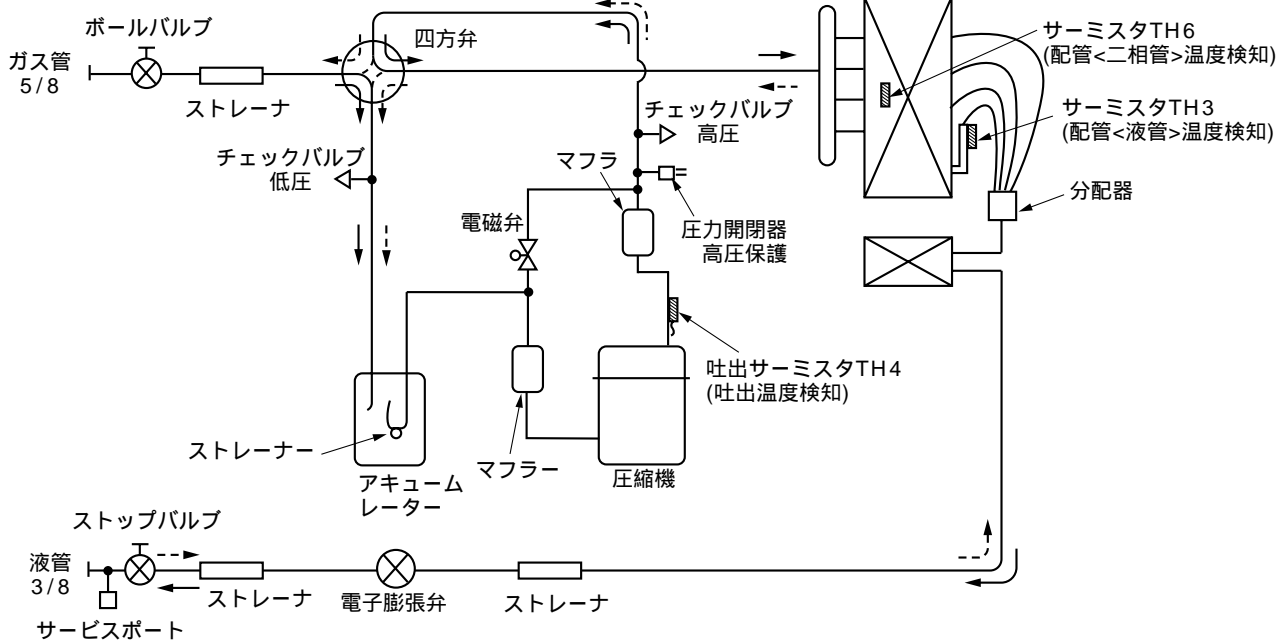 ボールバルブ
ガス管
5/8
ストレーナ
四方弁
チェックバルブ
低圧
チェックバルブ
高圧
マフラ
圧力開閉器
高圧保護
電磁弁
サーミスタTH6
(配管<二相管>温度検知)
サーミスタTH3
(配管<液管>温度検知)
分配器
吐出サーミスタTH4
(吐出温度検知)
ストレーナー
アキューム
レーター
マフラー
圧縮機
ストップバルブ
液管
3/8
サービスポート
ストレーナ
電子膨張弁
ストレーナ